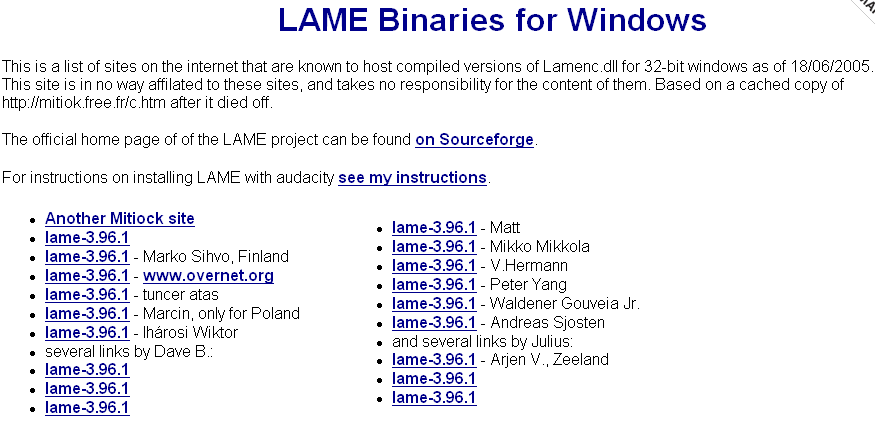 LAME Binaries for Windows
This is a list of sites on the internet that are known to host compiled versions of Lamenc.dll for 32-bit windows as of 18/06/2005.
This site is in no way affilated to these sites, and takes no responsibility for the content of them. Based on a cached copy of
http://mitiok.free.fr/c.htm after it died off.
The official home page of of the LAME project can be found on Sourceforge.
For instructions on installing LAME with audacity see my instructions.
Another Mitiock site
lame-3.96.1
lame-3.96.1 - Marko Sihvo, Finland
lame-3.96.1 - www.overnet.org
lame-3.96.1 - tuncer atas
lame-3.96.1 - Marcin, only for Poland
lame-3.96.1 - Ihárosi Wiktor
several links by Dave B.:
lame-3.96.1
lame-3.96.1
lame-3.96.1
lame-3.96.1 - Matt
lame-3.96.1 - Mikko Mikkola
lame-3.96.1 - V.Hermann
lame-3.96.1 - Peter Yang
lame-3.96.1 - Waldener Gouveia Jr.
lame-3.96.1 - Andreas Sjosten
and several links by Julius:
lame-3.96.1 - Arjen V., Zeeland
lame-3.96.1
lame-3.96.1